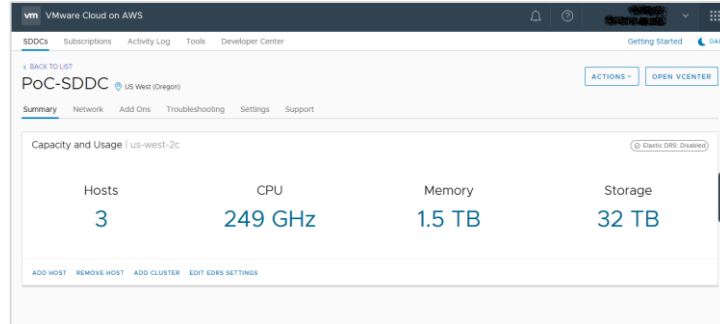 vm VMware Cloud on AWS
SDDCs Subscriptions Activity Log Tools Developer Center Getting Started
< BACK TO LIST
PoC-SDDC US West (Oregon) ACTIONS OPEN VCENTER
Summary Network Add Ons Troubleshooting Settings Support
Capacity and Usage | us-west-2c Elastic DRS: Disabled
Hosts CPU Memory Storage
3 249 GHz 1.5 TB 32 TB
ADD HOST REMOVE HOST ADD CLUSTER EDIT EDRS SETTINGS